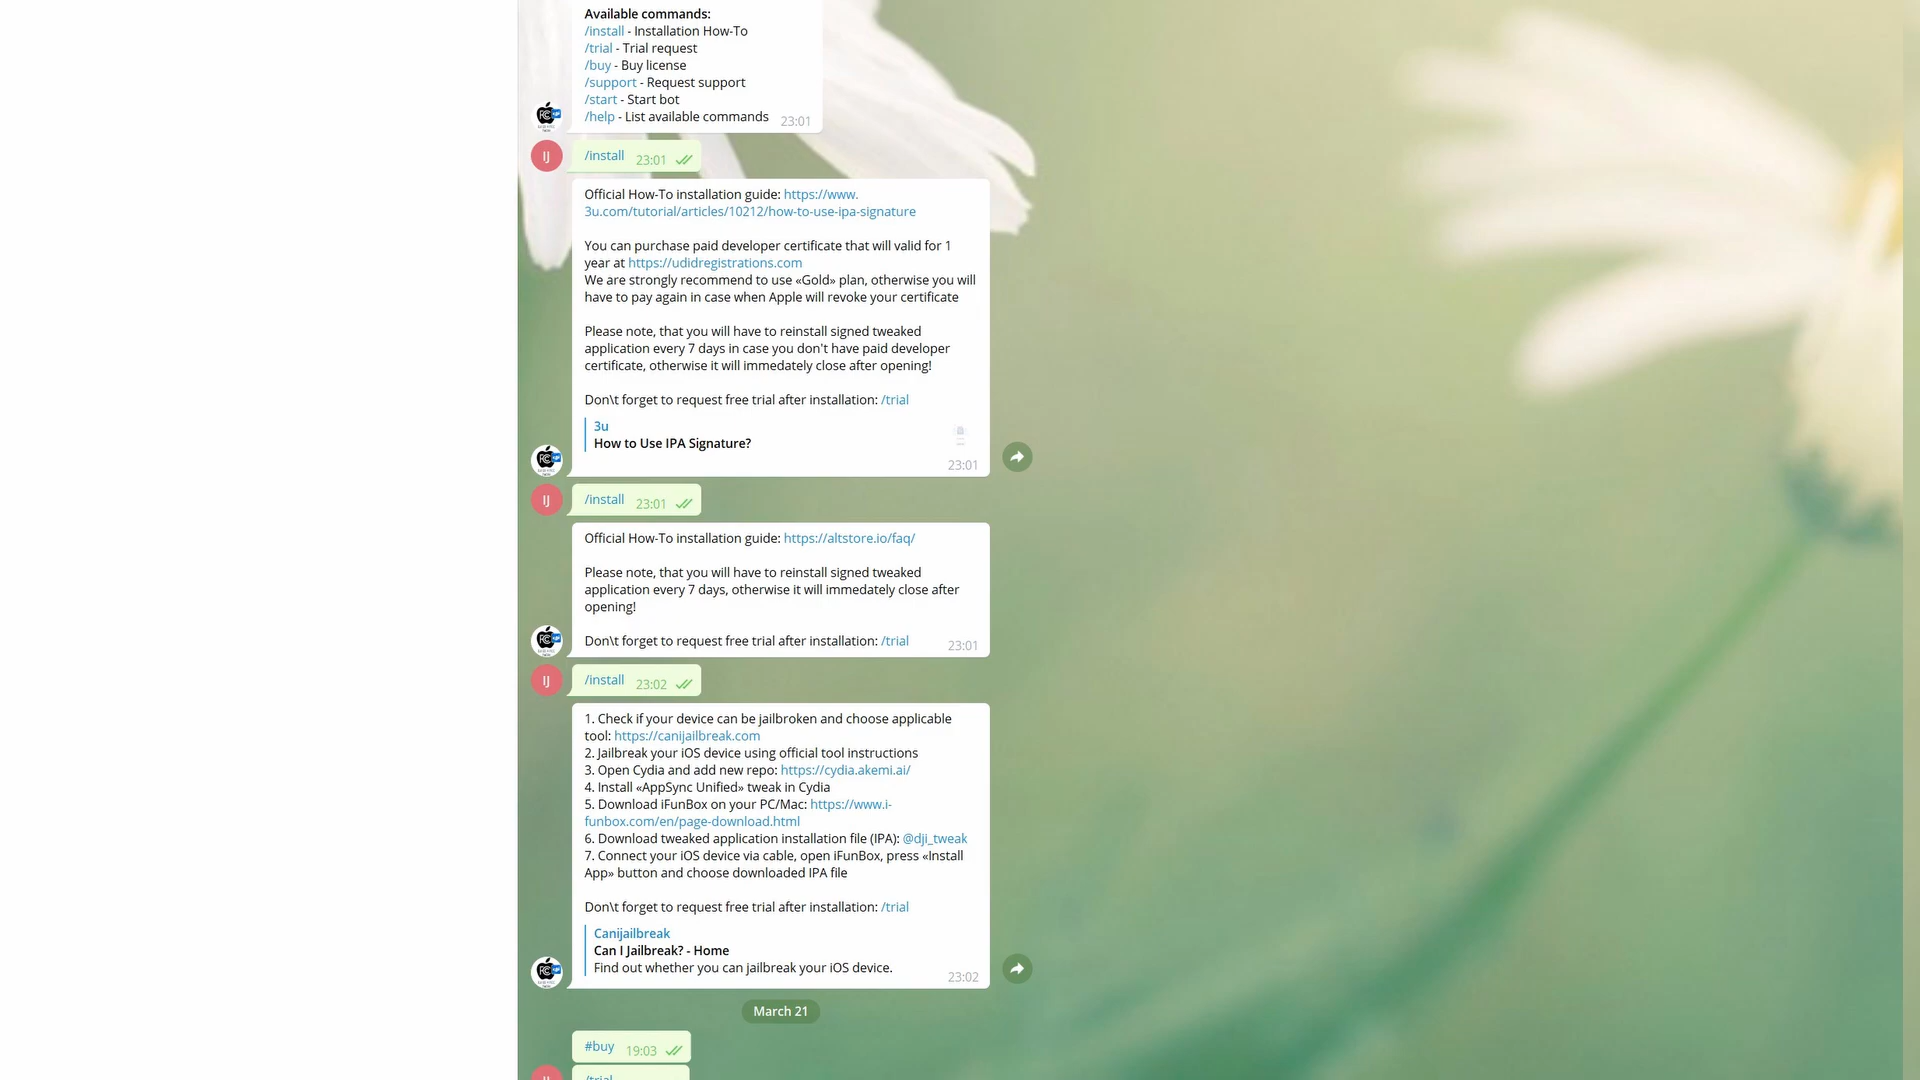 Available commands:
/install - Installation How-To
/trial - Trial request
/buy - Buy license
/support - Request support
/start - Start bot
/help - List available commands 23:01
IJ /install 23:01
Official How-To installation guide: https://www.
3u.com/tutorial/articles/10212/how-to-use-ipa-signature
You can purchase paid developer certificate that will valid for 1
year at https://udidregistrations.com
We are strongly recommend to use «Gold» plan, otherwise you will
have to pay again in case when Apple will revoke your certificate
Please note, that you will have to reinstall signed tweaked
application every 7 days in case you don't have paid developer
certificate, otherwise it will immediately close after opening!
Don\t forget to request free trial after installation: /trial
3u
How to Use IPA Signature?
23:01
IJ /install 23:01
Official How-To installation guide: https://altstore.io/faq/
Please note, that you will have to reinstall signed tweaked
application every 7 days, otherwise it will immediately close after
opening!
Don\t forget to request free trial after installation: /trial 23:01
IJ /install 23:02
1. Check if your device can be jailbroken and choose applicable
tool: https://canijailbreak.com
2. Jailbreak your iOS device using official tool instructions
3. Open Cydia and add new repo: https://cydia.akemi.ai/
4. Install «AppSync Unified» tweak in Cydia
5. Download iFunBox on your PC/Mac: https://www.i-
funbox.com/en/page-download.html
6. Download tweaked application installation file (IPA): @dji_tweak
7. Connect your iOS device via cable, open iFunBox, press «Install
App» button and choose downloaded IPA file
Don\t forget to request free trial after installation: /trial
Canijailbreak
Can I Jailbreak? - Home
Find out whether you can jailbreak your iOS device. 23:02
March 21
#buy 19:03
/trial